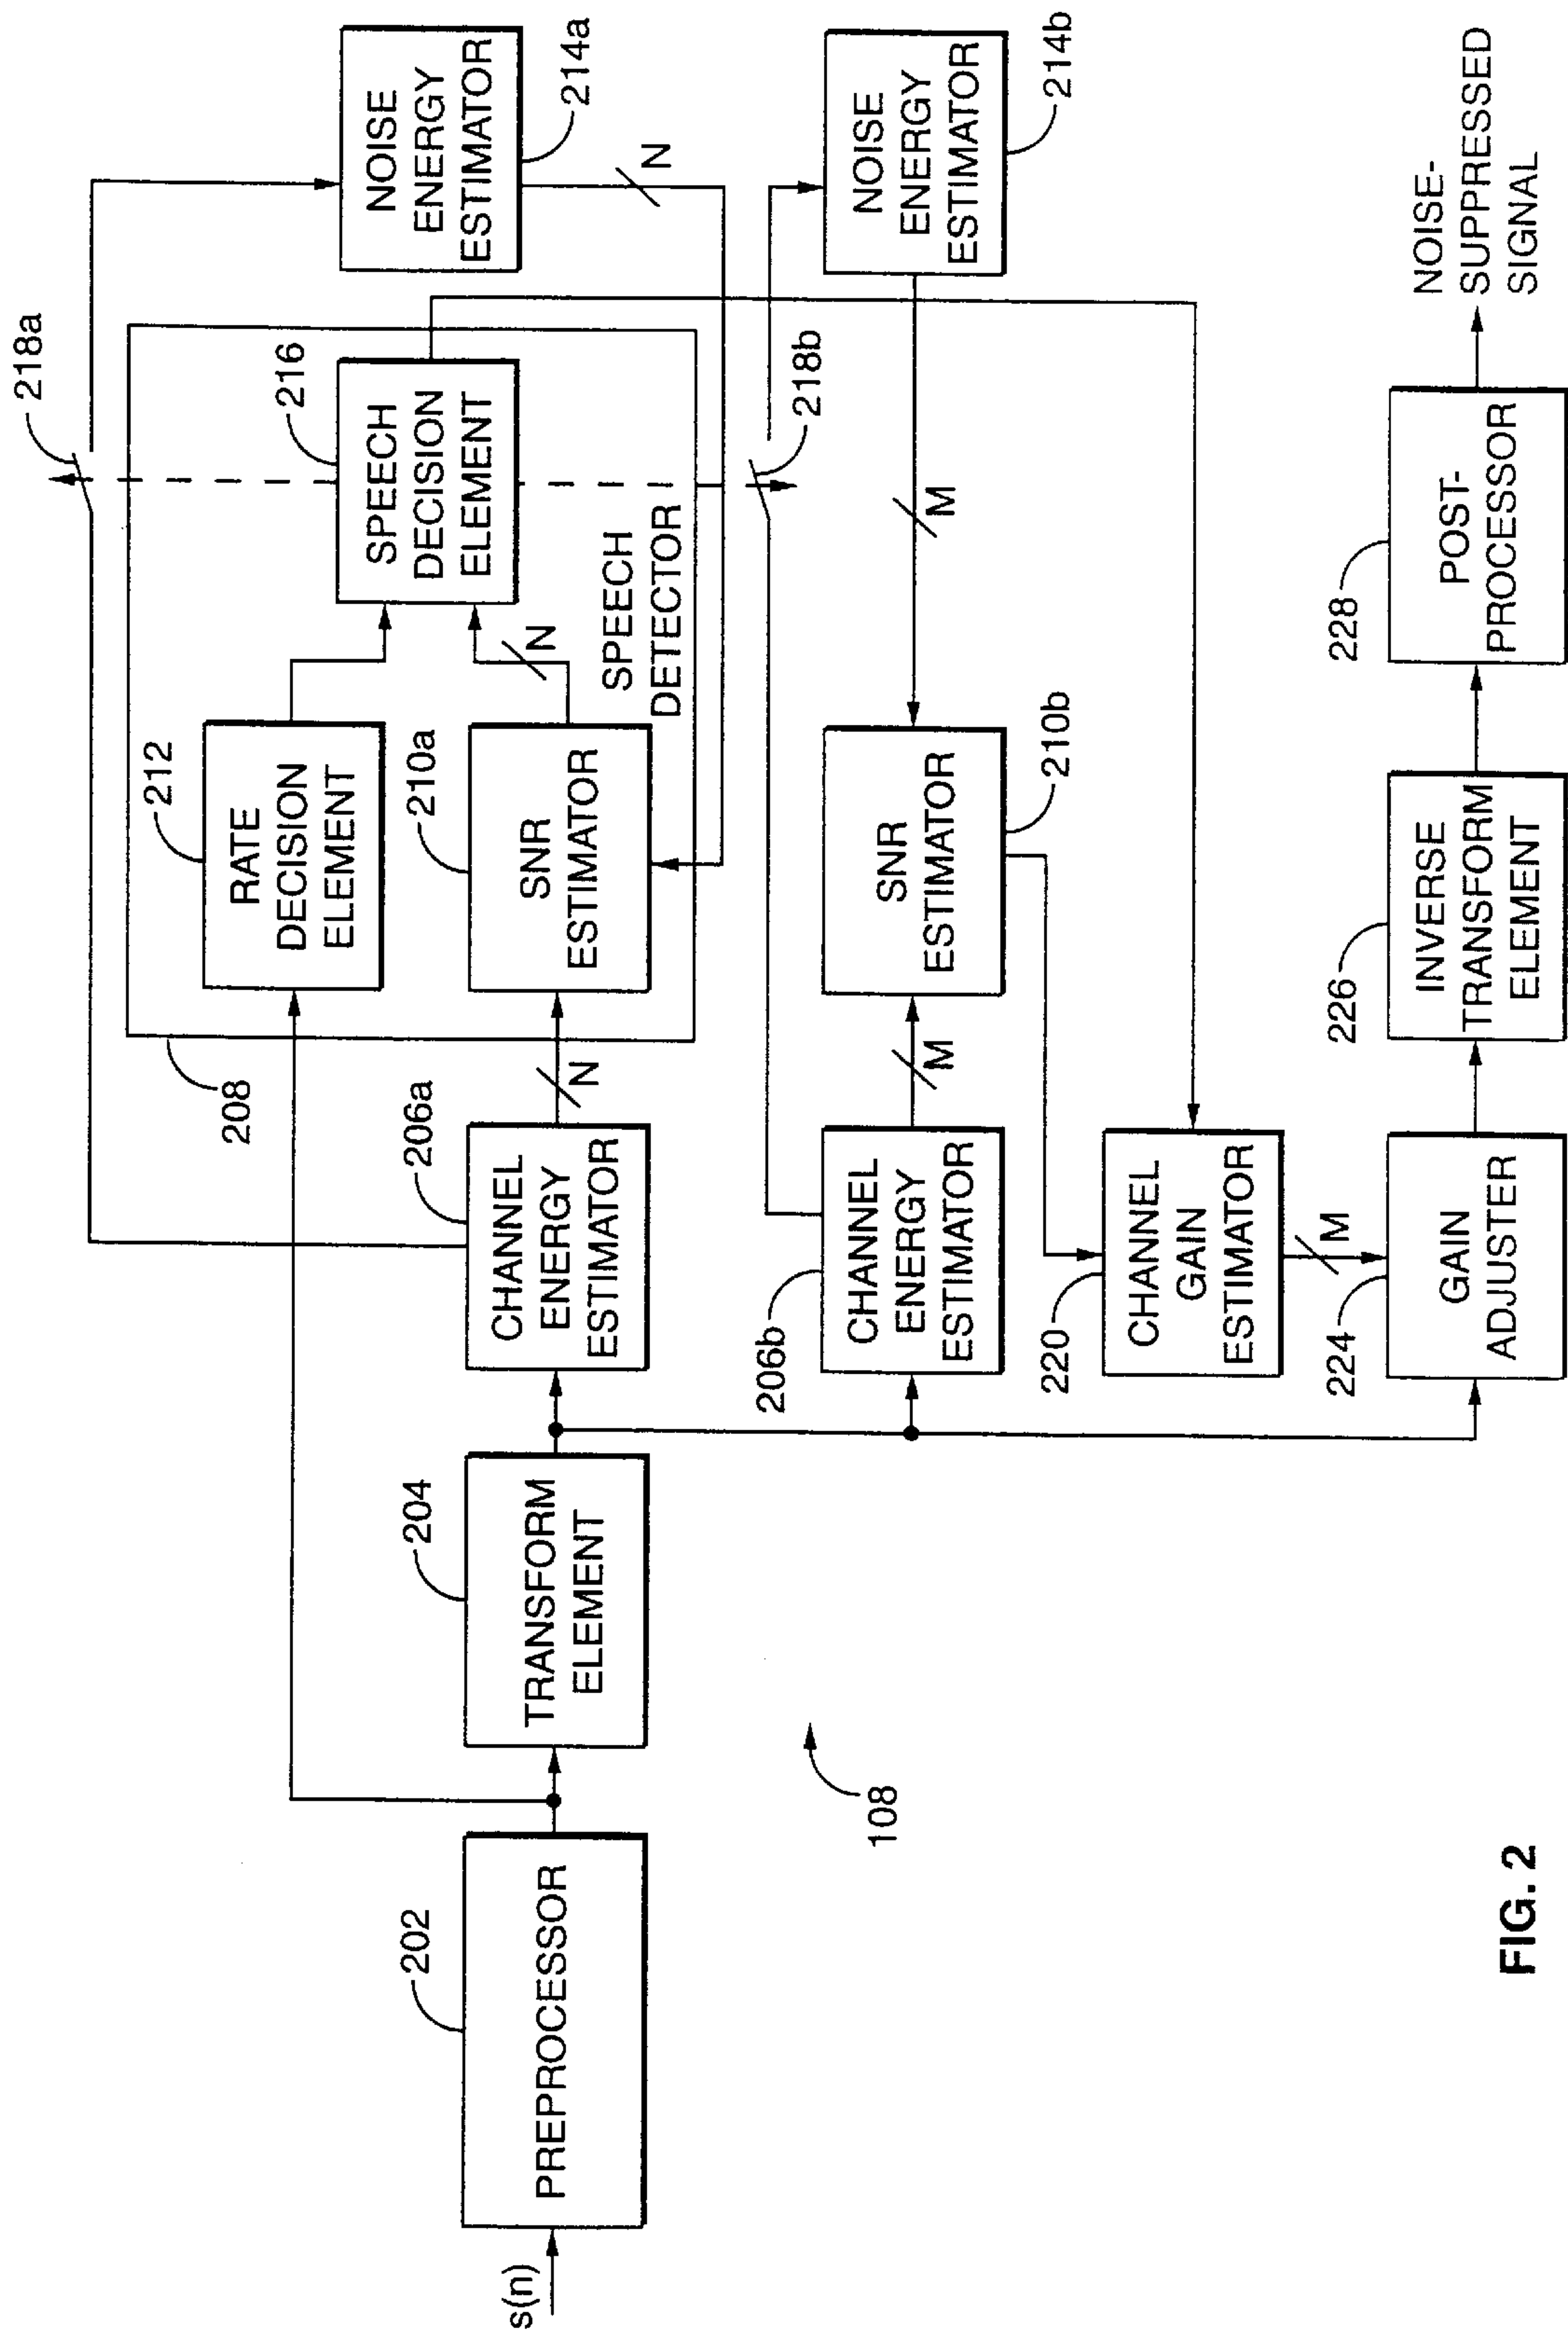 218a
NOISE
ENERGY
ESTIMATOR
214a
N
212
RATE
DECISION
ELEMENT
216
SPEECH
DECISION
ELEMENT
208
206a
CHANNEL
ENERGY
ESTIMATOR
N
210a
SNR
ESTIMATOR
N
SPEECH
DETECTOR
s(n)
202
PREPROCESSOR
204
TRANSFORM
ELEMENT
218b
NOISE
ENERGY
ESTIMATOR
214b
206b
CHANNEL
ENERGY
ESTIMATOR
M
SNR
ESTIMATOR
210b
M
108
220
CHANNEL
GAIN
ESTIMATOR
M
224
GAIN
ADJUSTER
226
INVERSE
TRANSFORM
ELEMENT
228
POST-
PROCESSOR
NOISE-
SUPPRESSED
SIGNAL
FIG. 2